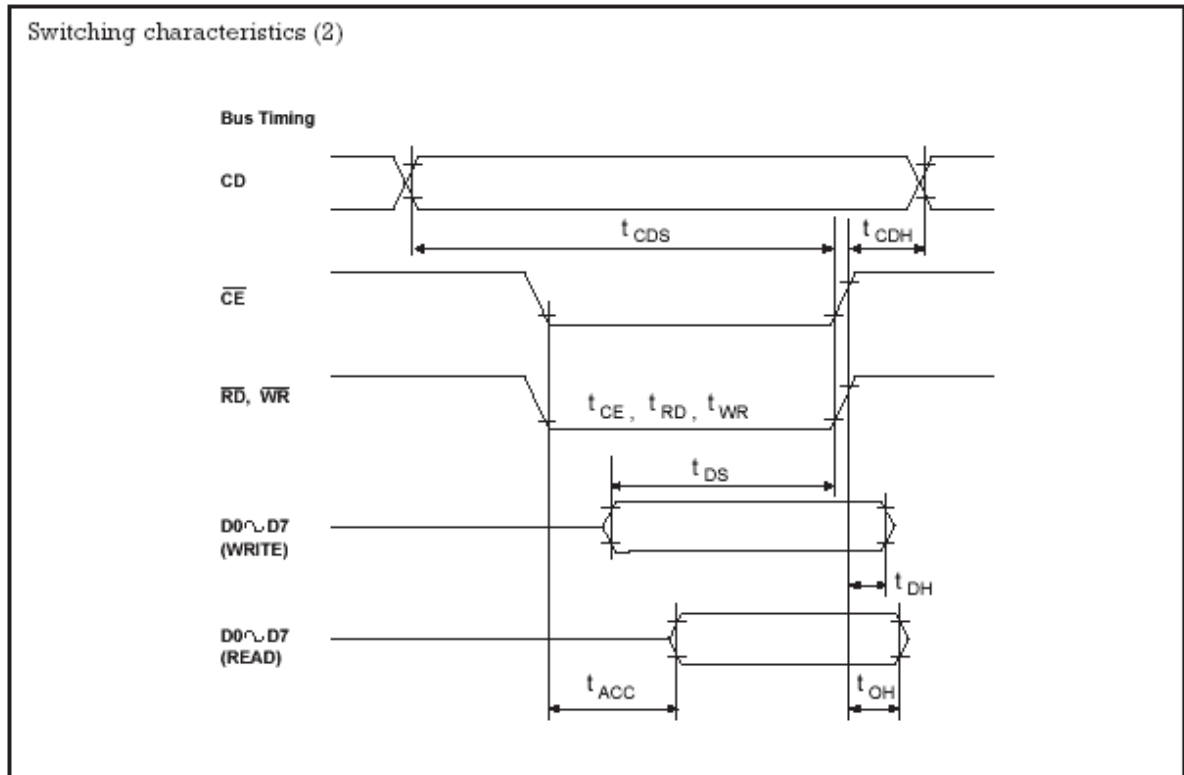 Switching characteristics (2)
Bus Timing
CD
t CDS
t CDH
CE
RD, WR
t CE , t RD , t WR
t DS
D0~D7
(WRITE)
t DH
D0~D7
(READ)
t ACC
t OH